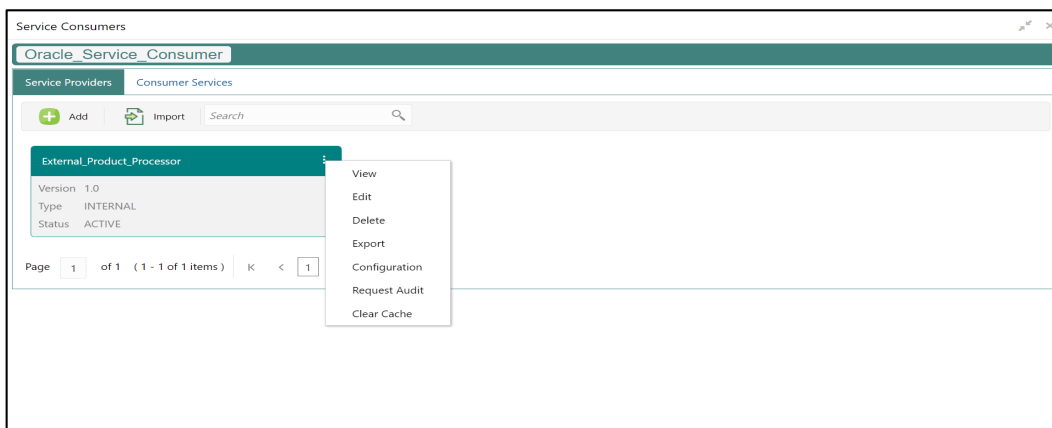 Service Consumers
Oracle_Service_Consumer
Service Providers Consumer Services
Add Import Search
External_Product_Processor
Version 1.0
Type INTERNAL
Status ACTIVE
Page 1 of 1 ( 1 - 1 of 1 items ) 1
View
Edit
Delete
Export
Configuration
Request Audit
Clear Cache